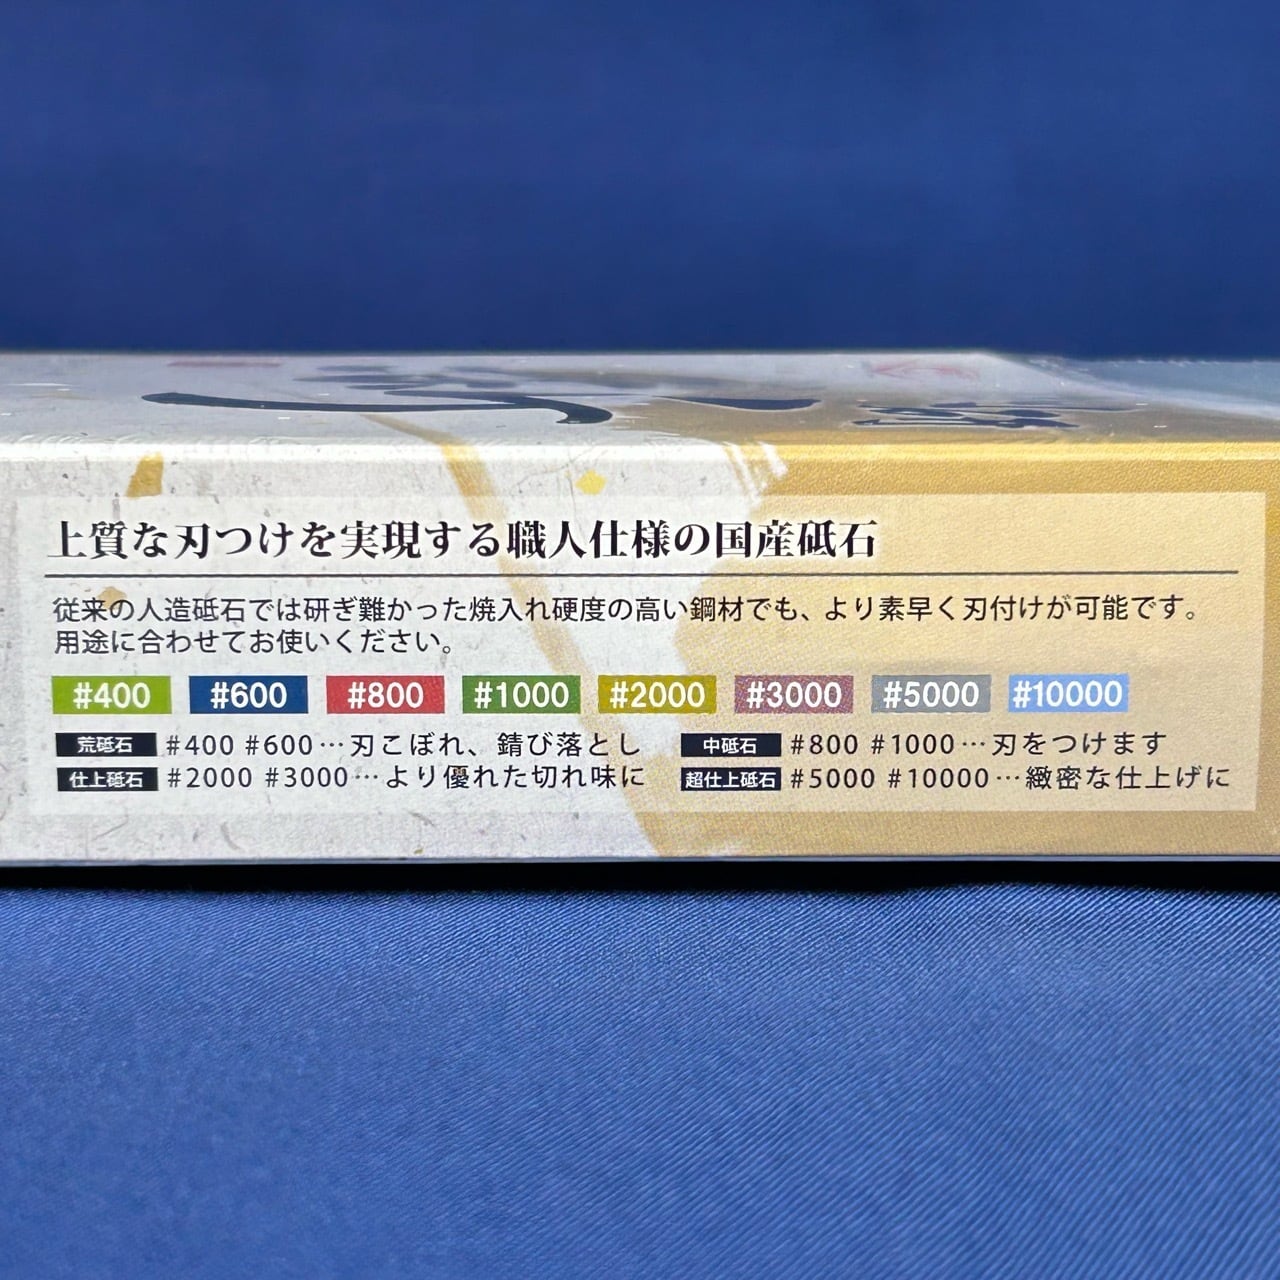 上質な刃つけを実現する職人仕様の国産砥石
従来の人造砥石では研ぎ難かった焼入れ硬度の高い鋼材でも、より素早く刃付けが可能です。
用途に合わせてお使いください。
#400 #600 #800 #1000 #2000 #3000 #5000 #10000
荒砥石 #400 #600…刃こぼれ、錆び落とし 中砥石 #800 #1000…刃をつけます
仕上砥石 #2000 #3000…より優れた切れ味に 超仕上砥石 #5000 #10000…緻密な仕上げに